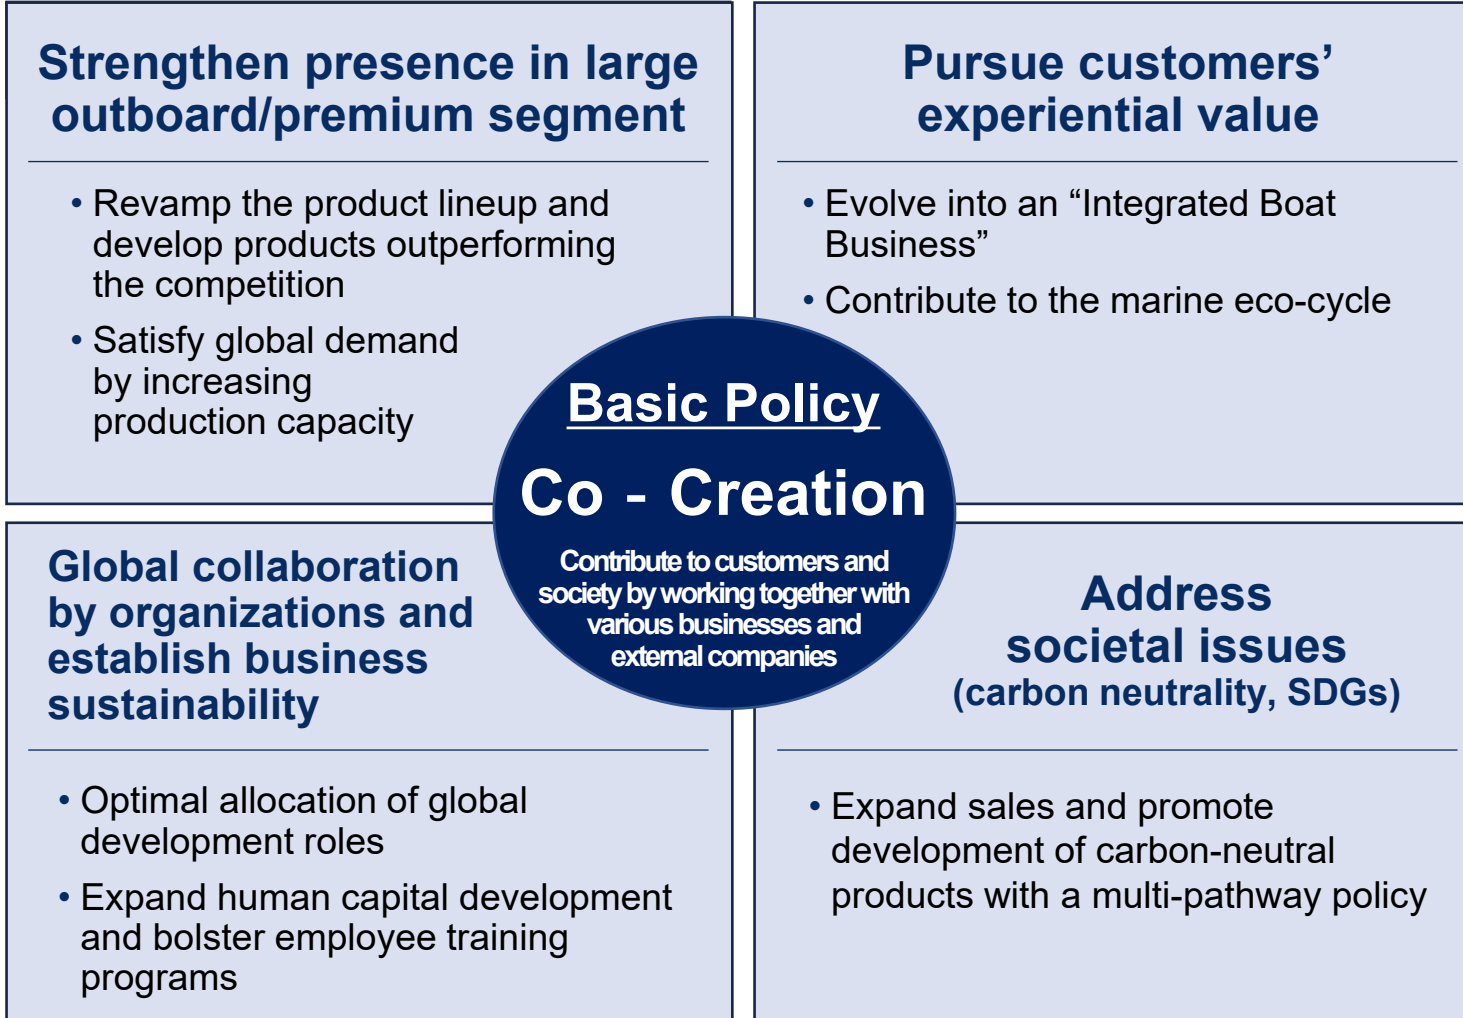 Strengthen presence in large
outboard/premium segment
• Revamp the product lineup and
develop products outperforming
the competition
• Satisfy global demand
by increasing
production capacity
Pursue customers’
experiential value
• Evolve into an “Integrated Boat
Business”
• Contribute to the marine eco-cycle
Basic Policy
Co - Creation
Contribute to customers and
society by working together with
various businesses and
external companies
Global collaboration
by organizations and
establish business
sustainability
• Optimal allocation of global
development roles
• Expand human capital development
and bolster employee training
programs
Address
societal issues
(carbon neutrality, SDGs)
• Expand sales and promote
development of carbon-neutral
products with a multi-pathway policy